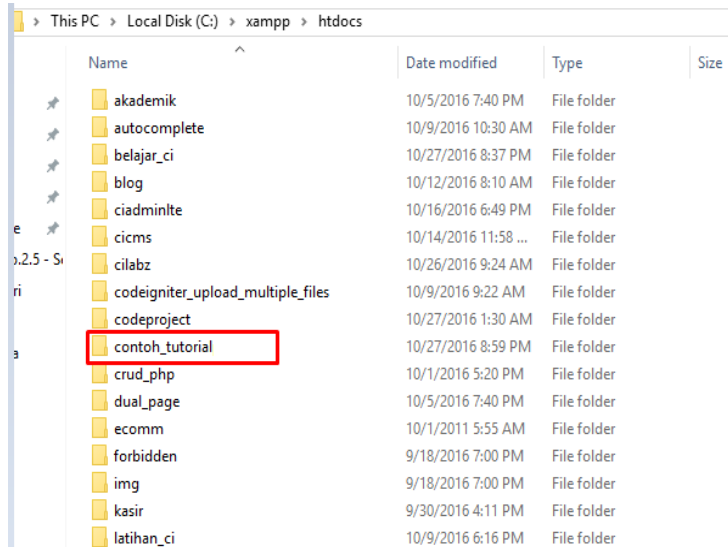 This PC > Local Disk (C:) > xampp > htdocs
Name Date modified Type Size
akademik 10/5/2016 7:40 PM File folder
autocomplete 10/9/2016 10:30 AM File folder
belajar_ci 10/27/2016 8:37 PM File folder
blog 10/12/2016 8:10 AM File folder
ciadminlte 10/16/2016 6:49 PM File folder
e cicms 10/14/2016 11:58 ... File folder
.2.5 - S cilabz 10/26/2016 9:24 AM File folder
ri codeigniter_upload_multiple_files 10/9/2016 9:22 AM File folder
codeproject 10/27/2016 1:30 AM File folder
a contoh_tutorial 10/27/2016 8:59 PM File folder
crud_php 10/1/2016 5:20 PM File folder
dual_page 10/5/2016 7:40 PM File folder
ecomm 10/1/2011 5:55 AM File folder
forbidden 9/18/2016 7:00 PM File folder
img 9/18/2016 7:00 PM File folder
kasir 9/30/2016 4:11 PM File folder
latihan_ci 10/9/2016 6:16 PM File folder